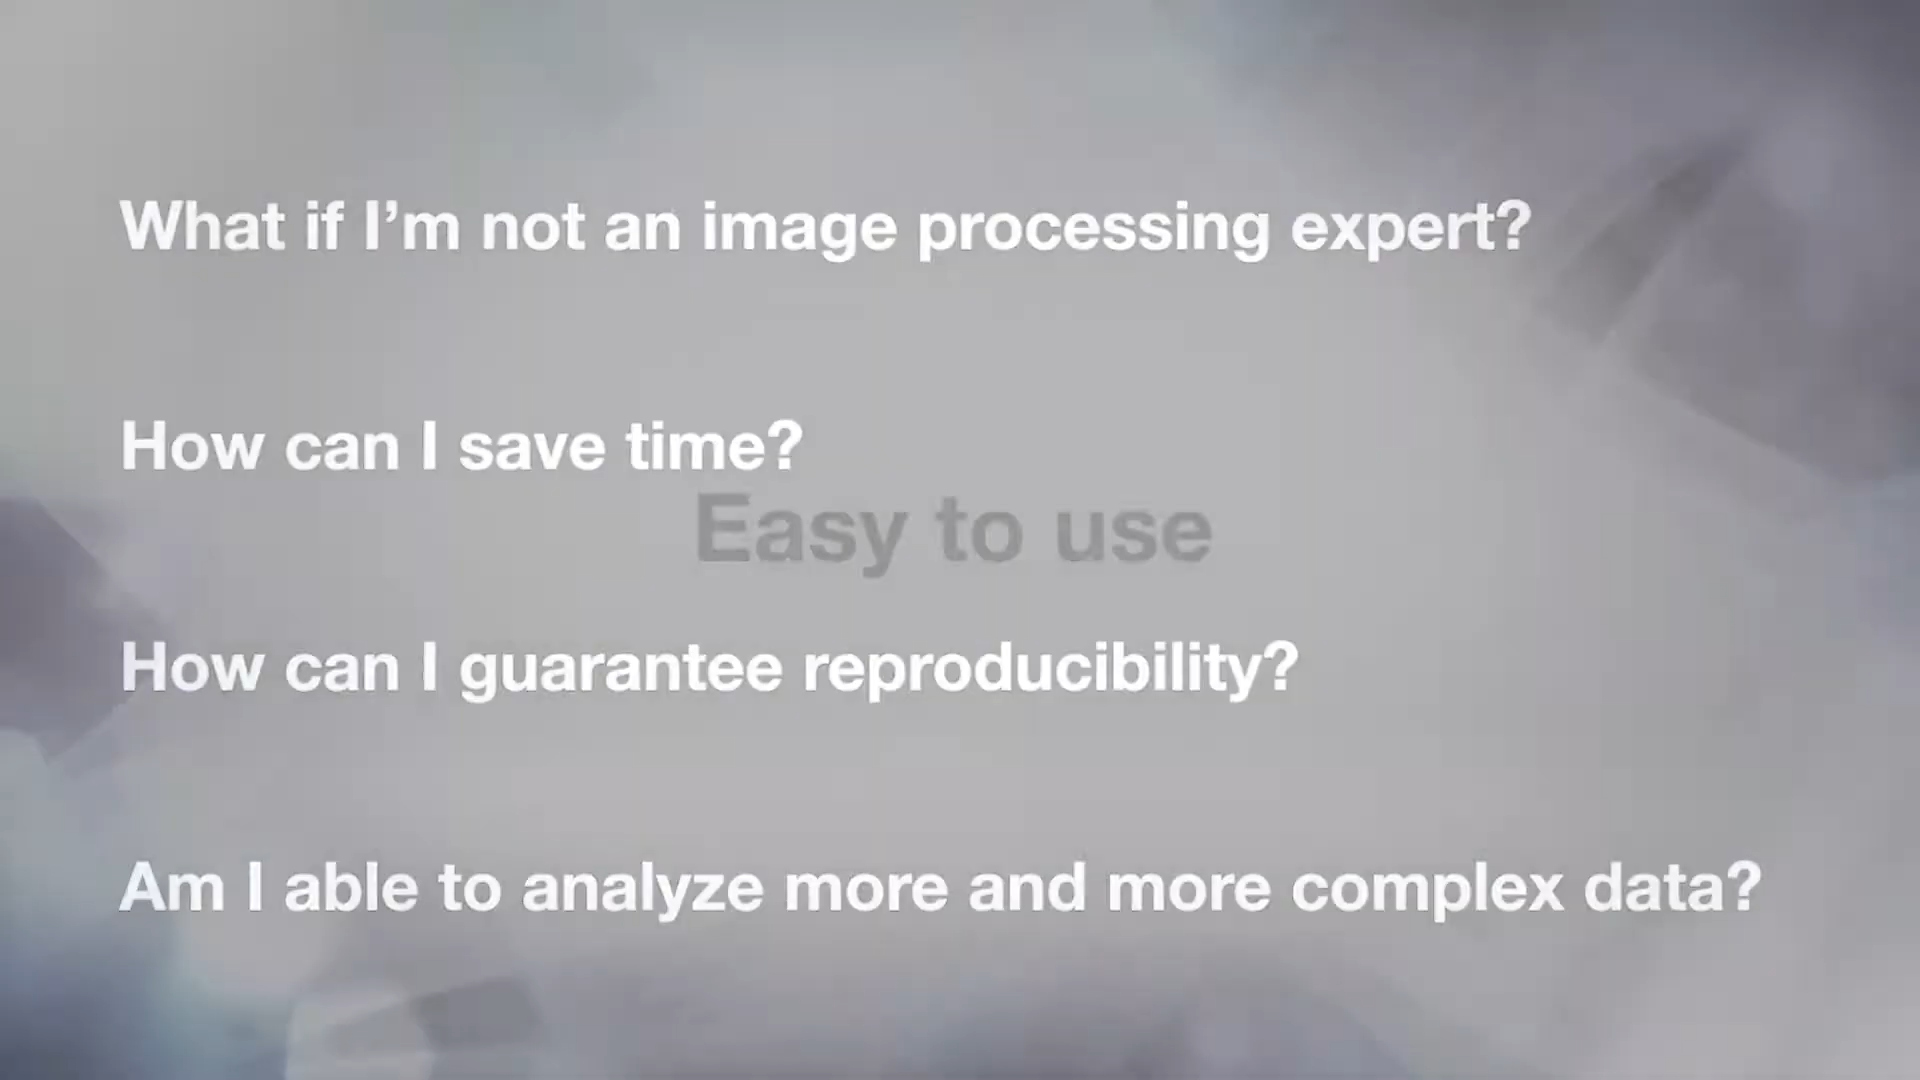 What if I’m not an image processing expert?
How can I save time?
Easy to use
How can I guarantee reproducibility?
Am I able to analyze more and more complex data?